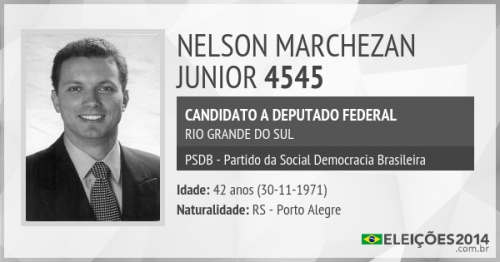 NELSON MARCHEZAN
JUNIOR 4545
CANDIDATO A DEPUTADO FEDERAL
RIO GRANDE DO SUL
PSDB - Partido da Social Democracia Brasileira
Idade: 42 anos (30-11-1971)
Naturalidade: RS - Porto Alegre
ELEIÇÕES2014
.com.br